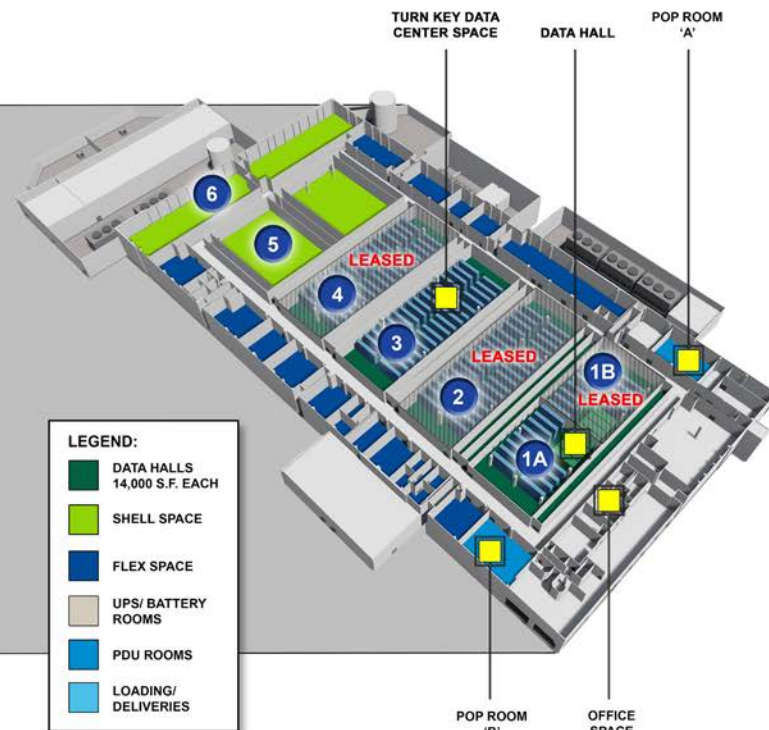 TURN KEY DATA
CENTER SPACE
DATA HALL
POP ROOM
'A'
6
5
LEASED
4
3
LEASED
2
1B
LEASED
1A
LEGEND:
DATA HALLS
14,000 S.F. EACH
SHELL SPACE
FLEX SPACE
UPS/ BATTERY
ROOMS
PDU ROOMS
LOADING/
DELIVERIES
POP ROOM
'B'
OFFICE
SPACE